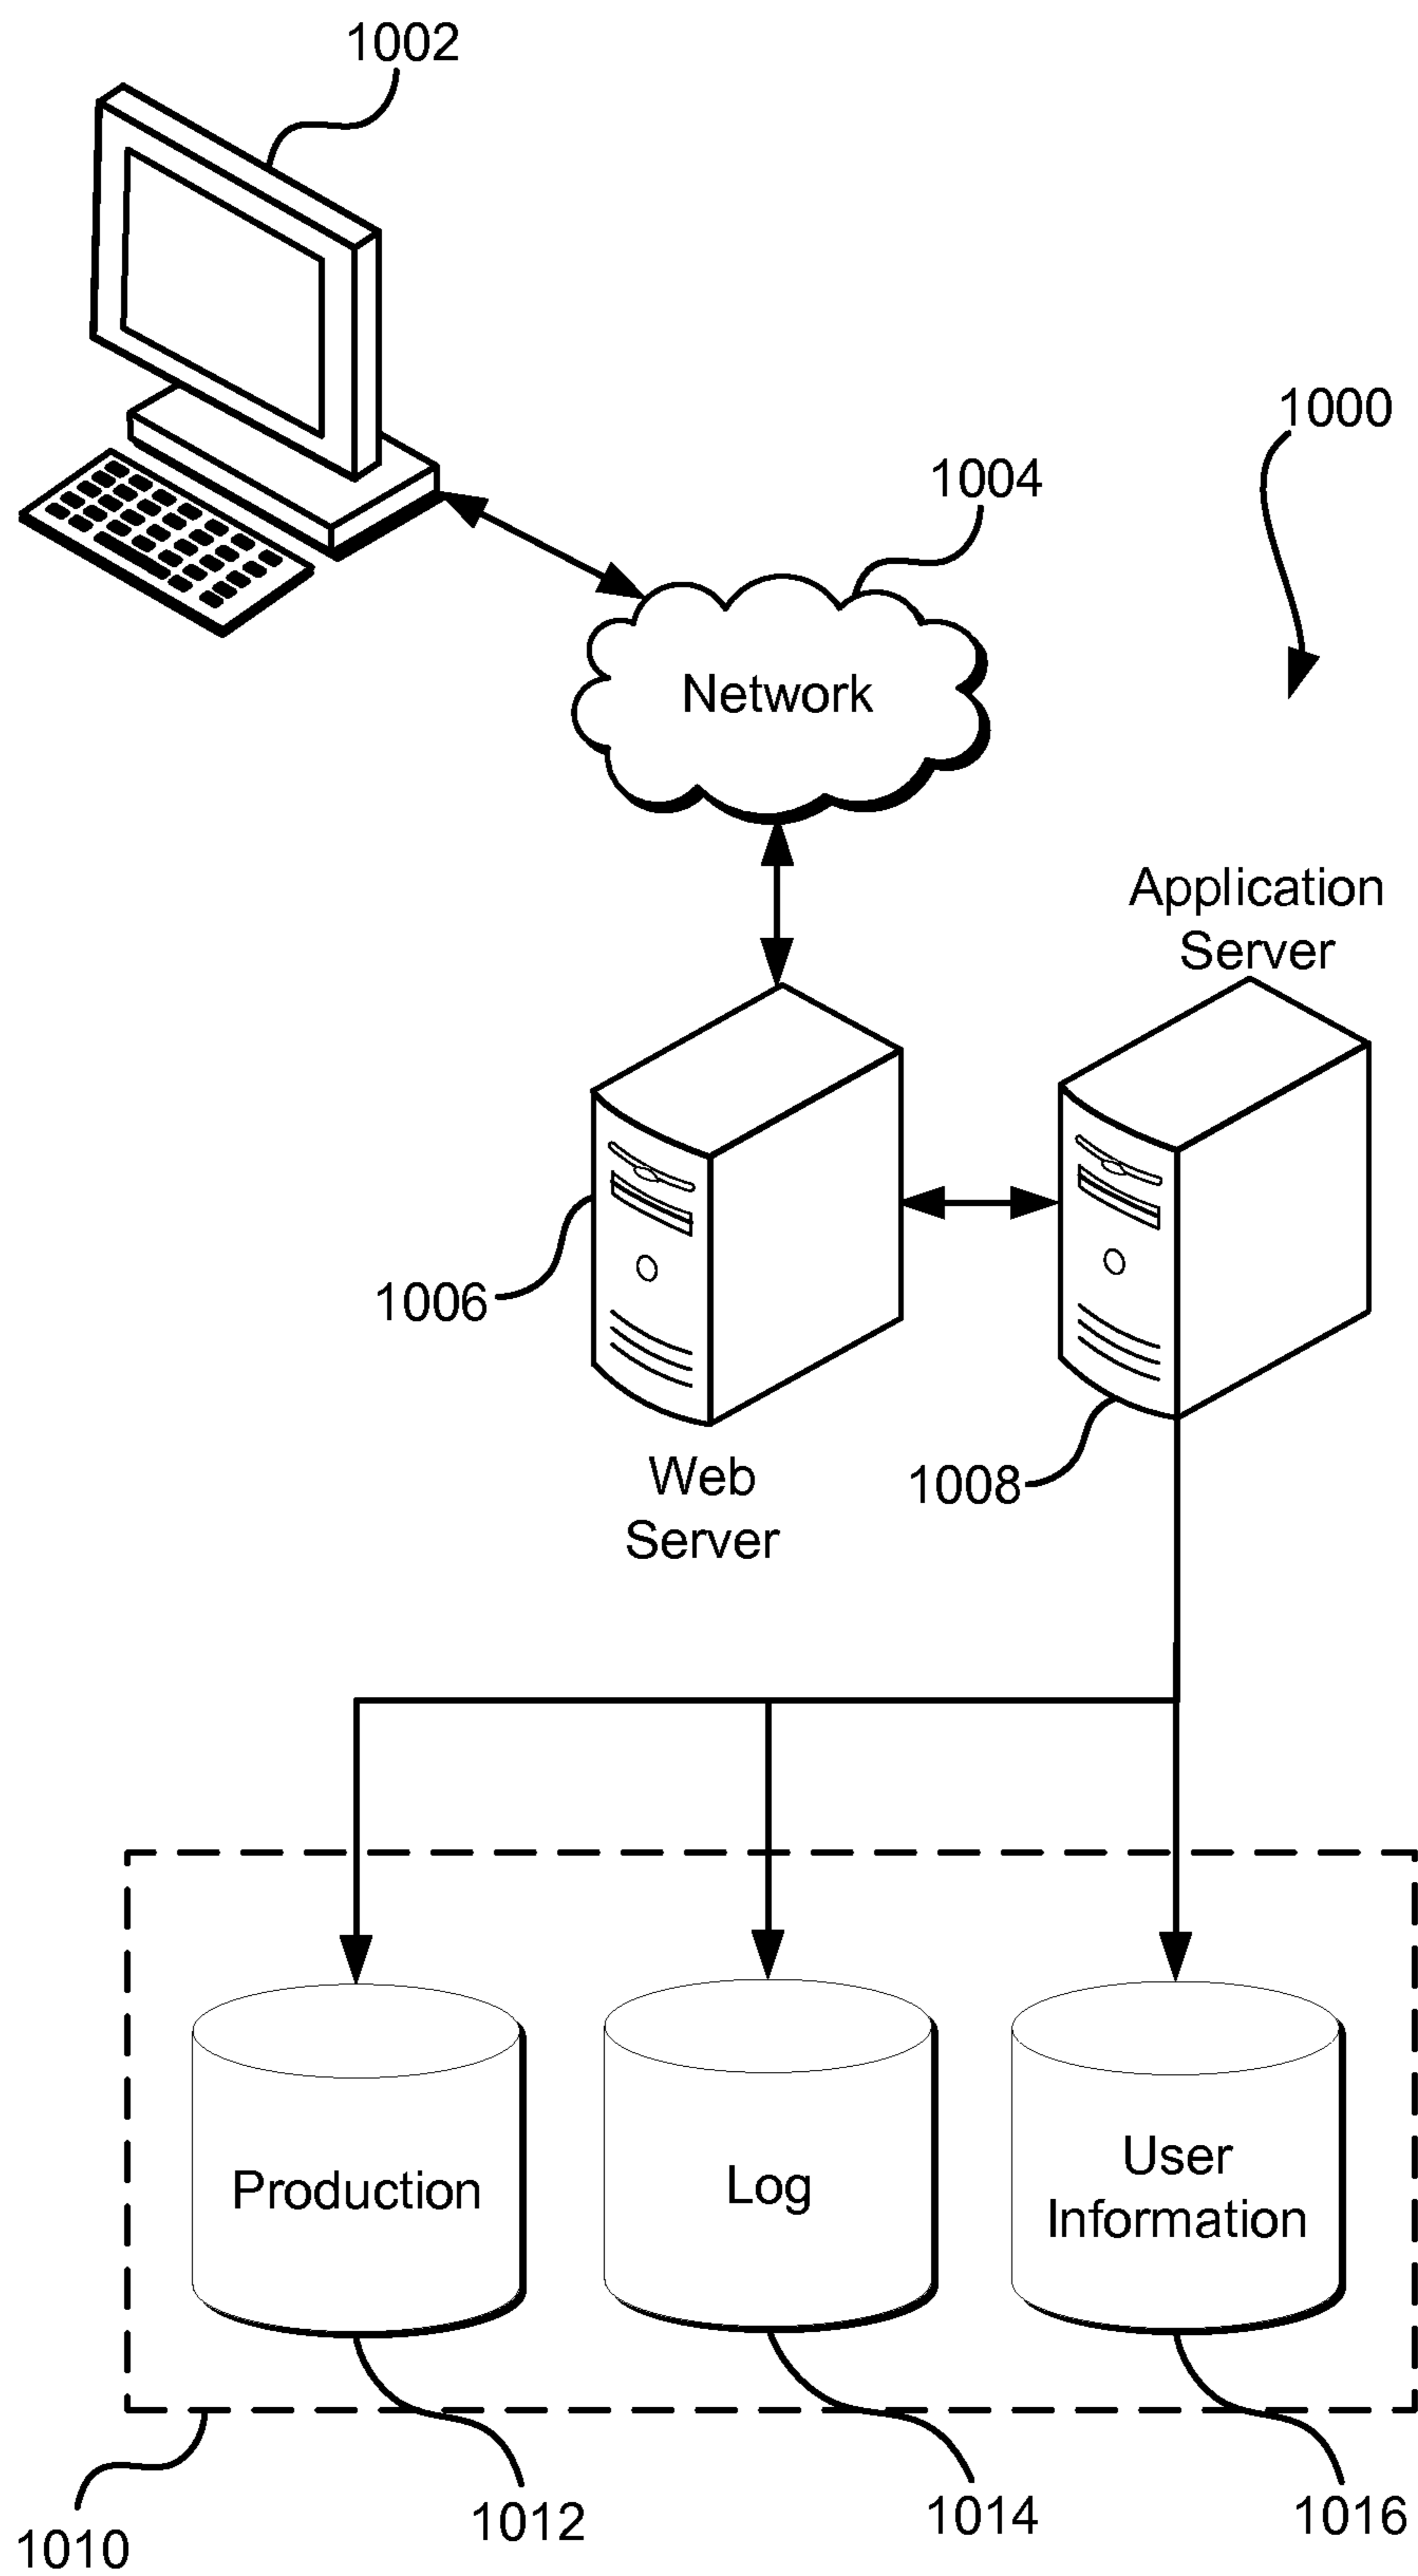 1002
1000
1004
Network
Application
Server
1006
Web
Server
1008
Production
Log
User
Information
1010
1012
1014
1016